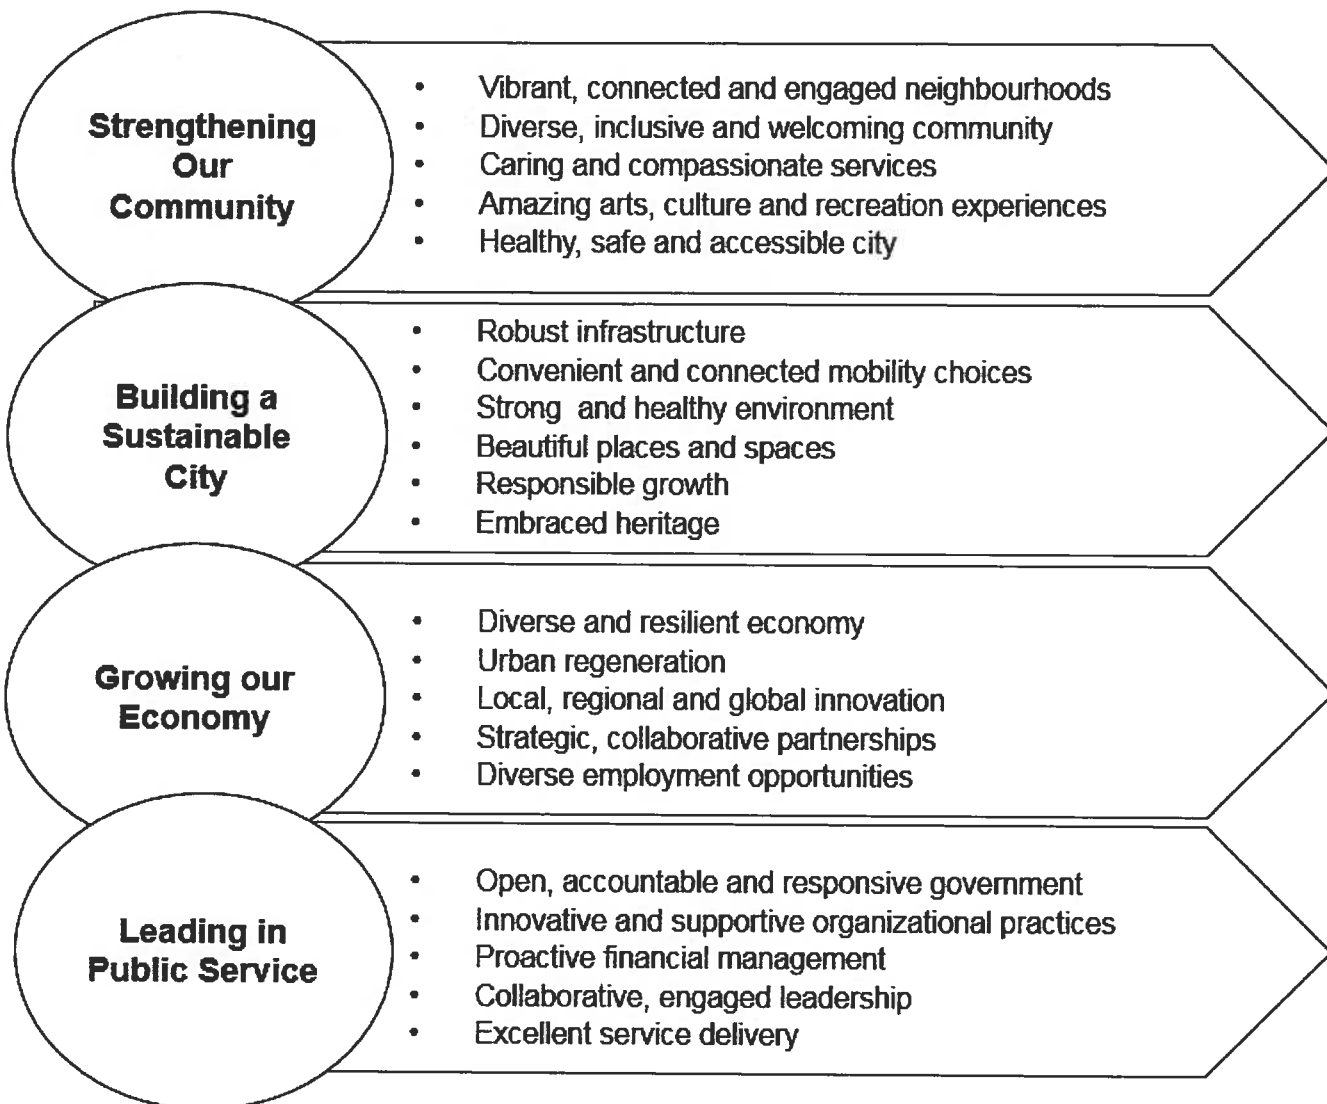 Strengthening
Our
Community
• Vibrant, connected and engaged neighbourhoods
• Diverse, inclusive and welcoming community
• Caring and compassionate services
• Amazing arts, culture and recreation experiences
• Healthy, safe and accessible city
Building a
Sustainable
City
• Robust infrastructure
• Convenient and connected mobility choices
• Strong and healthy environment
• Beautiful places and spaces
• Responsible growth
• Embraced heritage
Growing our
Economy
• Diverse and resilient economy
• Urban regeneration
• Local, regional and global innovation
• Strategic, collaborative partnerships
• Diverse employment opportunities
Leading in
Public Service
• Open, accountable and responsive government
• Innovative and supportive organizational practices
• Proactive financial management
• Collaborative, engaged leadership
• Excellent service delivery